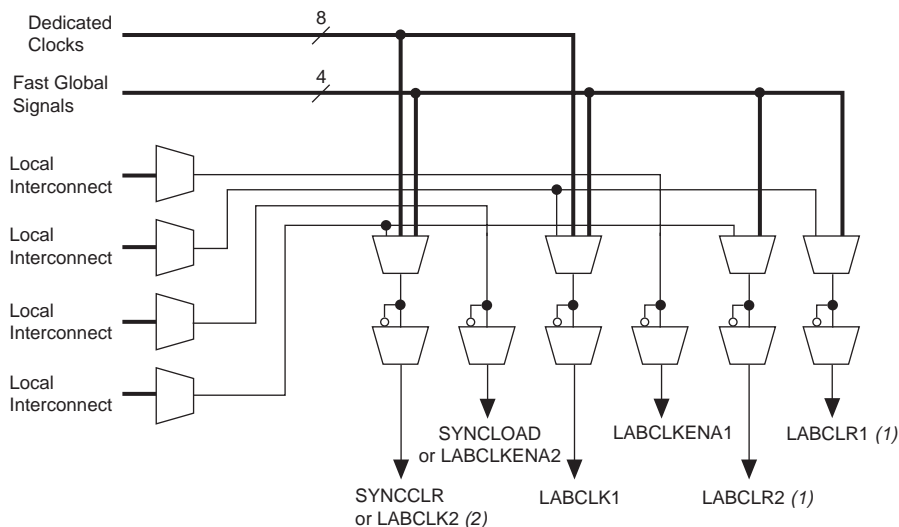 Dedicated
Clocks
8
Fast Global
Signals
4
Local
Interconnect
Local
Interconnect
Local
Interconnect
Local
Interconnect
SYNCLOAD
or LABCLKENA2
LABCLKENA1
LABCLR1 (1)
SYNCCLR
or LABCLK2 (2)
LABCLK1
LABCLR2 (1)